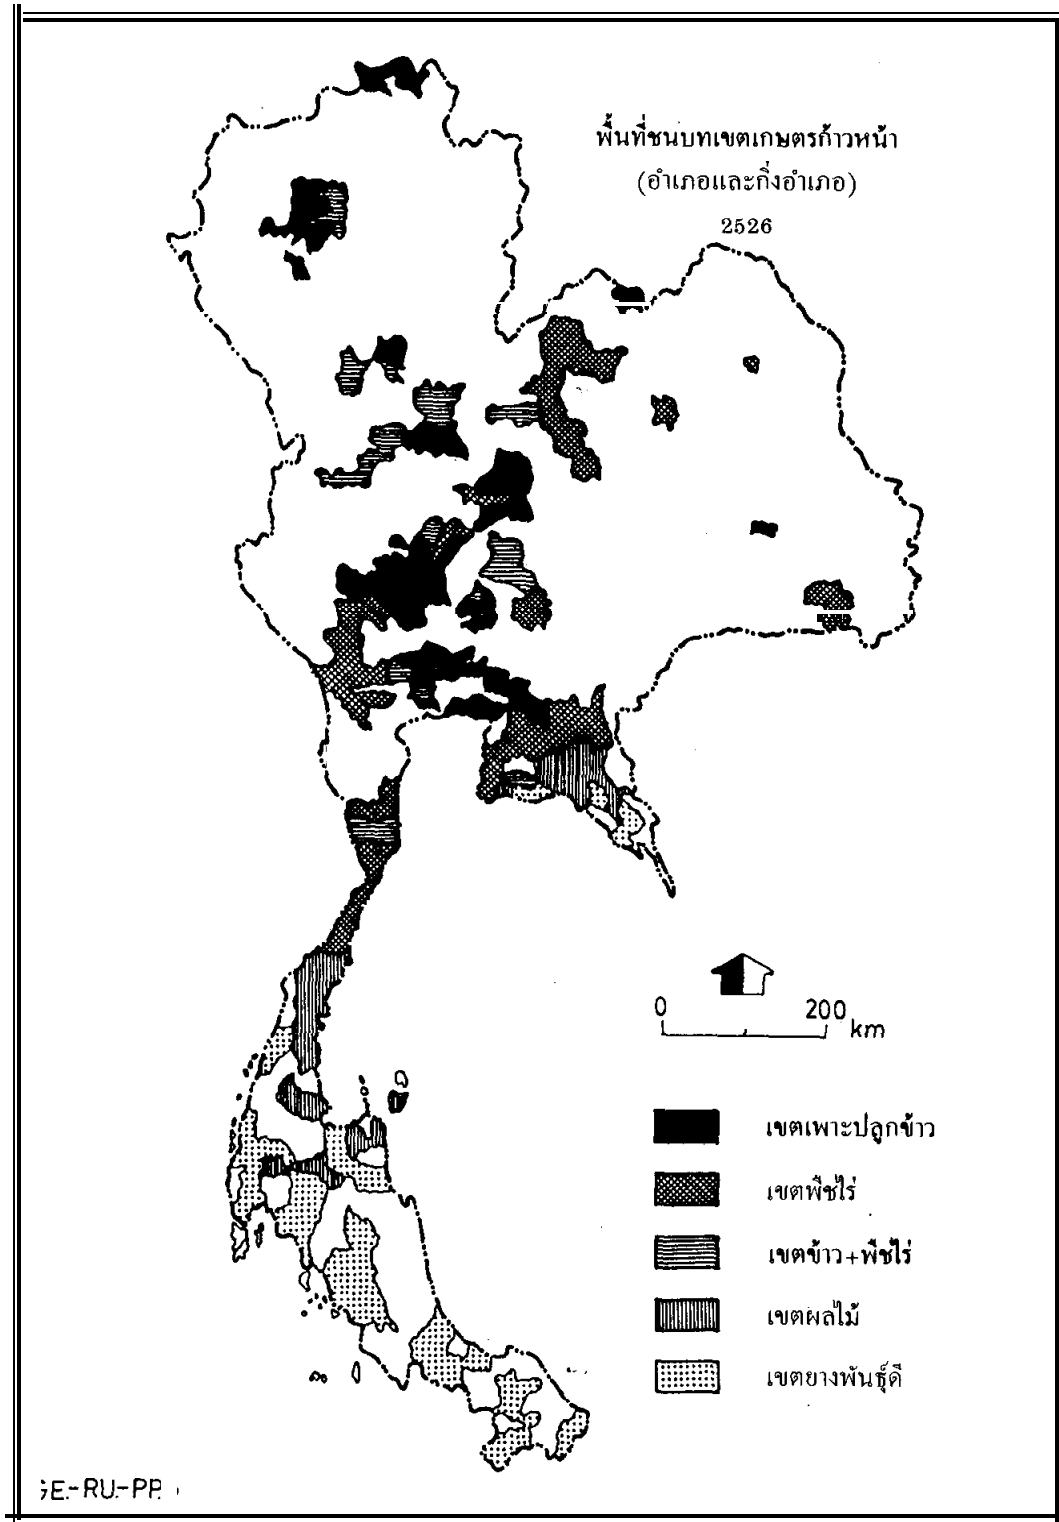 พื้นที่ชนบทเขตเกษตรก้าวหน้า
(อำเภอและกิ่งอำเภอ)
2526
0 200 km
เขตเพาะปลูกข้าว
เขตพืชไร่
เขตข้าว+พืชไร่
เขตผลไม้
เขตยางพันธุ์ดี
GE.-RU-PP.